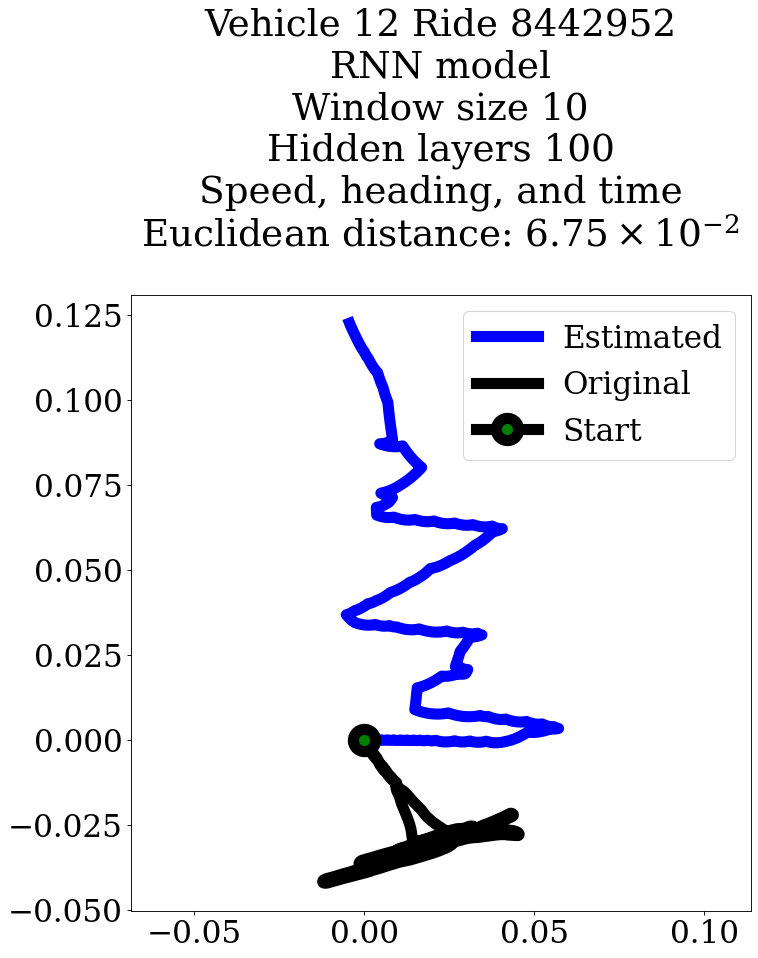 Vehicle 12 Ride 8442952
RNN model
Window size 10
Hidden layers 100
Speed, heading, and time
Euclidean distance: 6.75 × 10⁻²
0.125
0.100
0.075
0.050
0.025
0.000
−0.025
−0.050
Estimated
Original
Start
−0.05
0.00
0.05
0.10